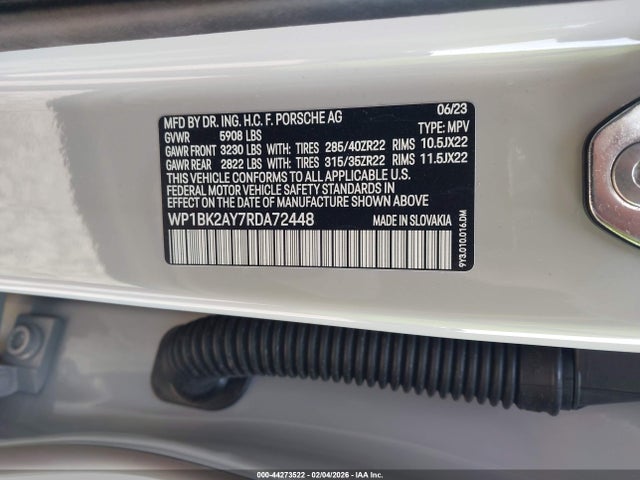 MFD BY DR. ING. H.C. F. PORSCHE AG 06/23
GVWR 5908 LBS TYPE: MPV
GAWR FRONT 3230 LBS WITH: TIRES 285/40ZR22 RIMS 10.5JX22
GAWR REAR 2822 LBS WITH: TIRES 315/35ZR22 RIMS 11.5JX22
THIS VEHICLE CONFORMS TO ALL APPLICABLE U.S.
FEDERAL MOTOR VEHICLE SAFETY STANDARDS IN
EFFECT ON THE DATE OF MANUFACTURE SHOWN ABOVE
WP1BK2AY7RDA72448 MADE IN SLOVAKIA
9Y3.010.016.DM
000-44273522 - 02/04/2026 - IAA Inc.